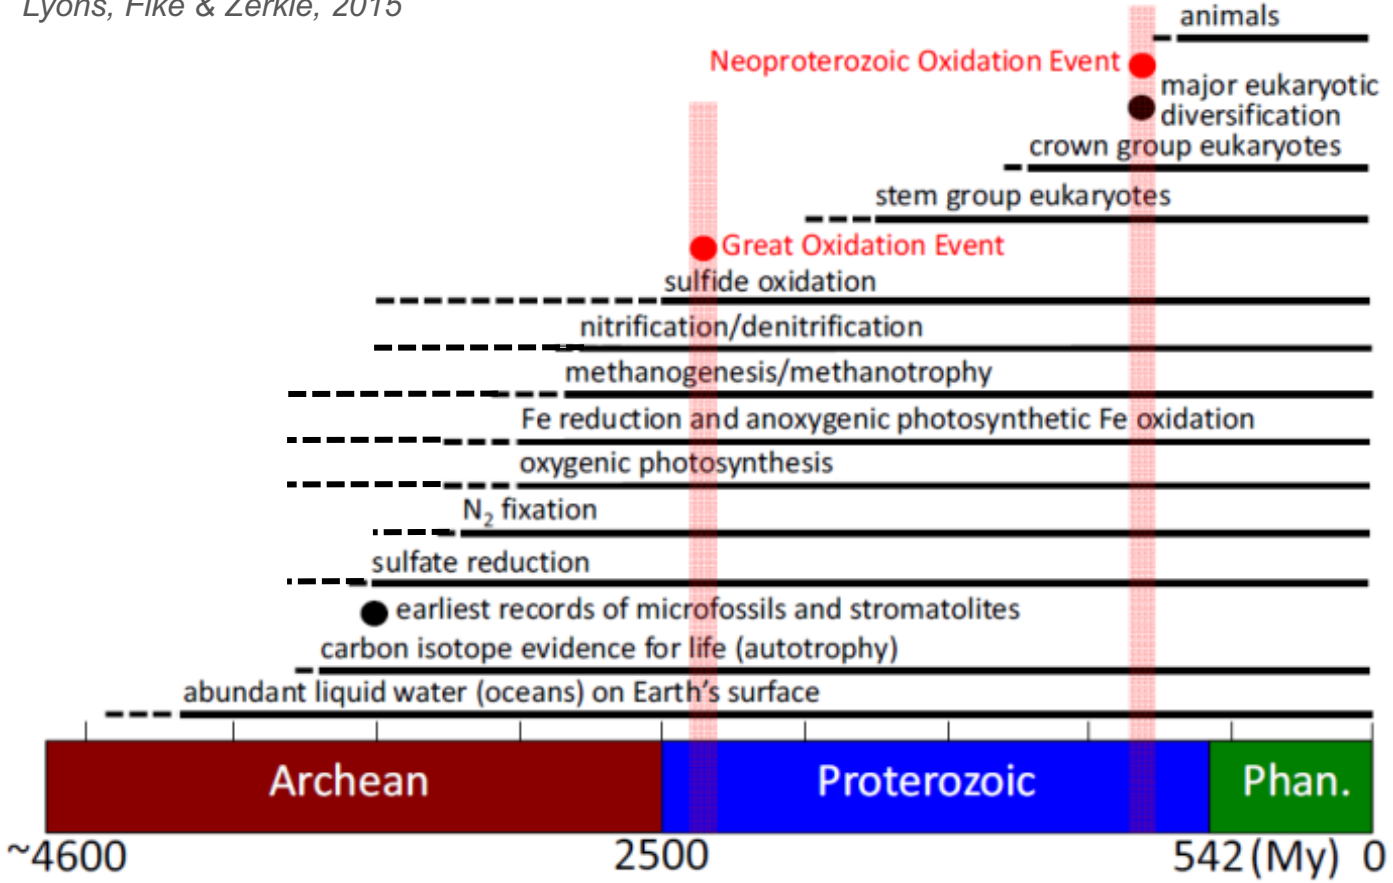 Lyons, Fike & Zerkle, 2015
animals
Neoproterozoic Oxidation Event
major eukaryotic
diversification
crown group eukaryotes
stem group eukaryotes
Great Oxidation Event
sulfide oxidation
nitrification/denitrification
methanogenesis/methanotrophy
Fe reduction and anoxygenic photosynthetic Fe oxidation
oxygenic photosynthesis
N₂ fixation
sulfate reduction
earliest records of microfossils and stromatolites
carbon isotope evidence for life (autotrophy)
abundant liquid water (oceans) on Earth's surface
Archean Proterozoic Phan.
~4600 2500 542 (My) 0